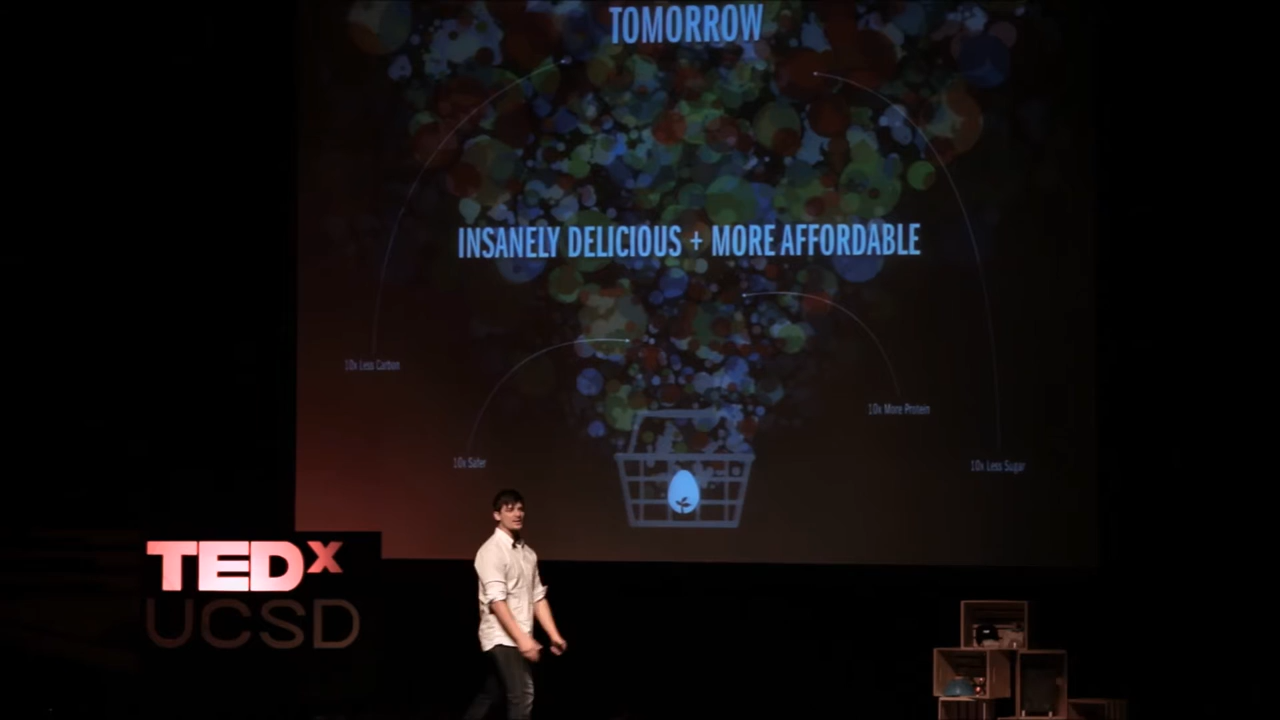 TOMORROW
INSANELY DELICIOUS + MORE AFFORDABLE
10x Less Carbon
10x More Protein
10x Safer
10x Less Sugar
TEDx
UCSD